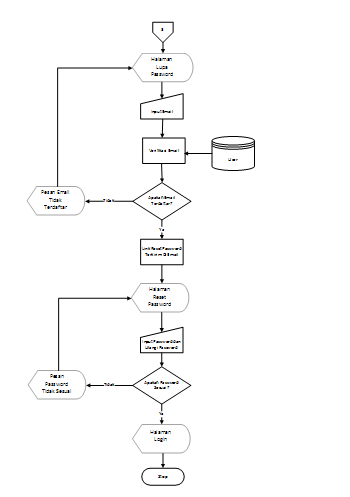 Halaman
Lupa
Password
Input Email
Verifikasi Email
User
Apakah Email
Terdaftar?
Tidak
Pesan Email
Tidak
Terdaftar
Ya
Link Reset Password
Terkirim Di Email
Halaman
Reset
Password
Input Password dan
Ulangi Password
Apakah Password
Sesuai?
Tidak
Pesan
Password
Tidak Sesuai
Ya
Halaman
Login
Stop